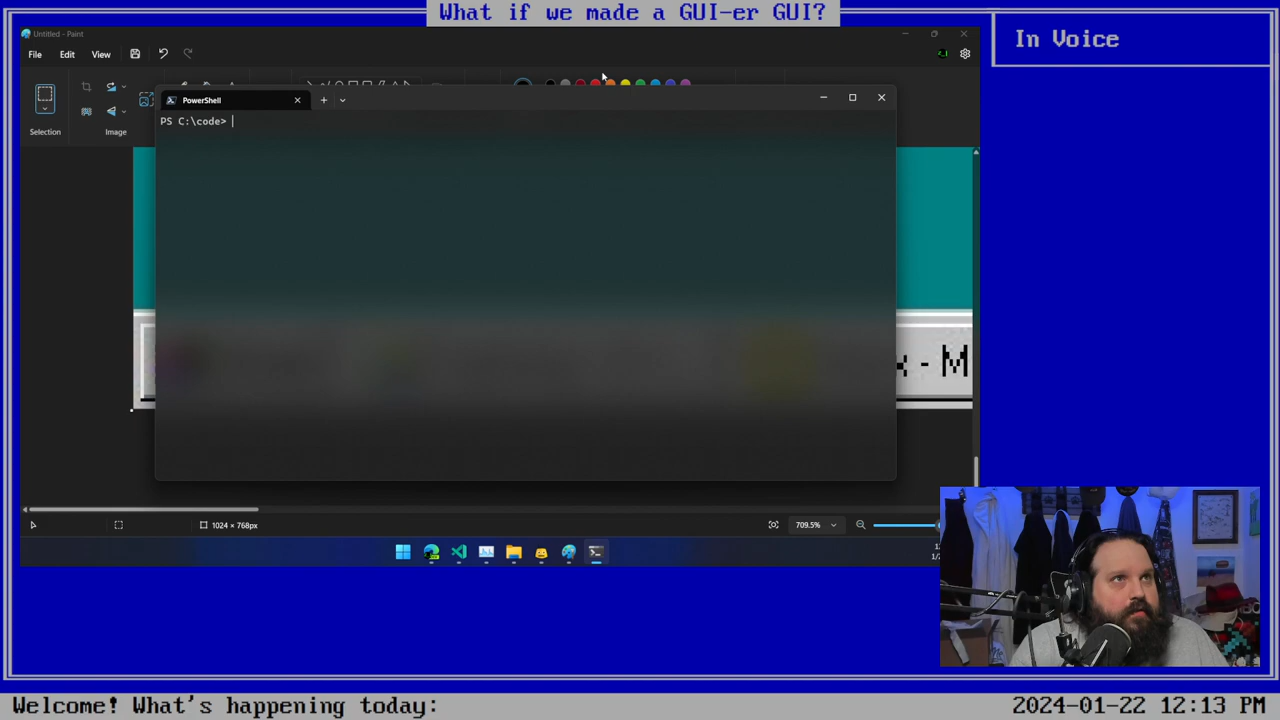 What if we made a GUI-er GUI?
In Voice
Untitled - Paint
File Edit View
PowerShell
PS C:\code>
Selection
Image
- M
1024 × 768px
709.5%
Welcome! What's happening today:
2024-01-22 12:13 PM